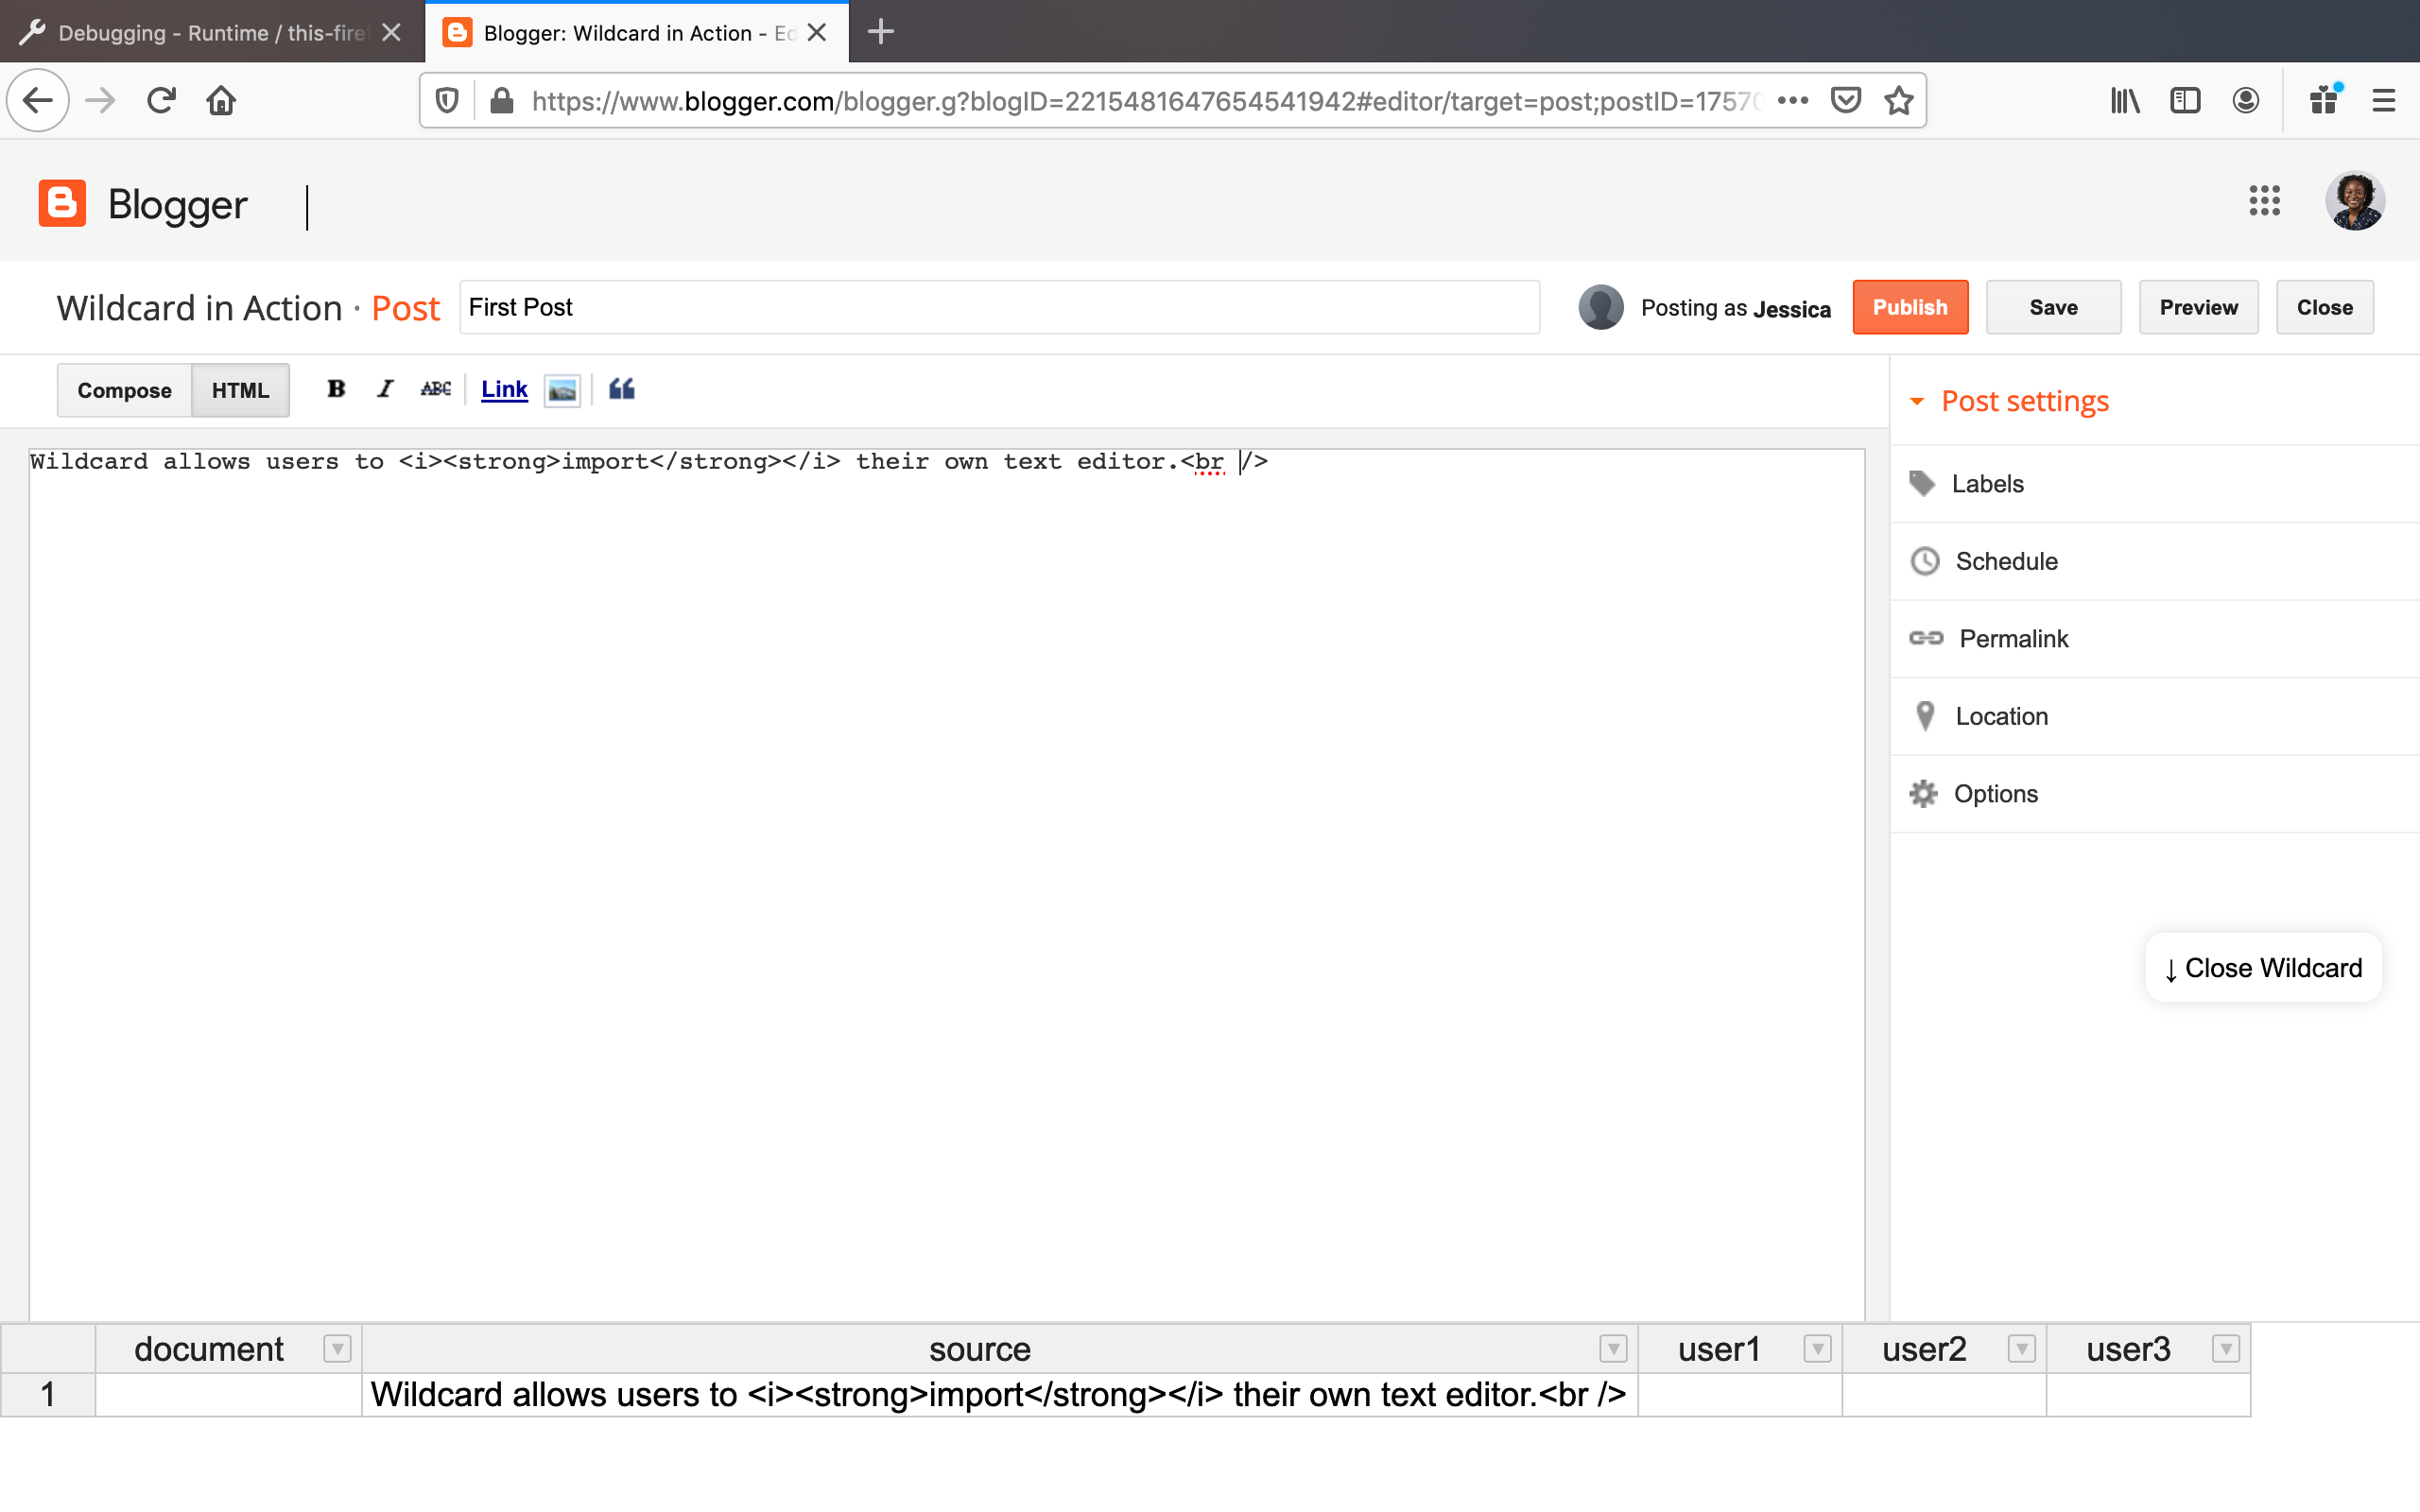 Debugging - Runtime / this-firef
Blogger: Wildcard in Action - Ed
https://www.blogger.com/blogger.g?blogID=2215481647654541942#editor/target=post;postID=17570
Blogger
Wildcard in Action · Post
First Post
Posting as Jessica
Publish
Save
Preview
Close
Compose
HTML
B
I
ABC
Link
Post settings
Wildcard allows users to <i><strong>import</strong></i> their own text editor.<br />
Labels
Schedule
Permalink
Location
Options
↓ Close Wildcard
document
source
user1
user2
user3
1
Wildcard allows users to <i><strong>import</strong></i> their own text editor.<br />